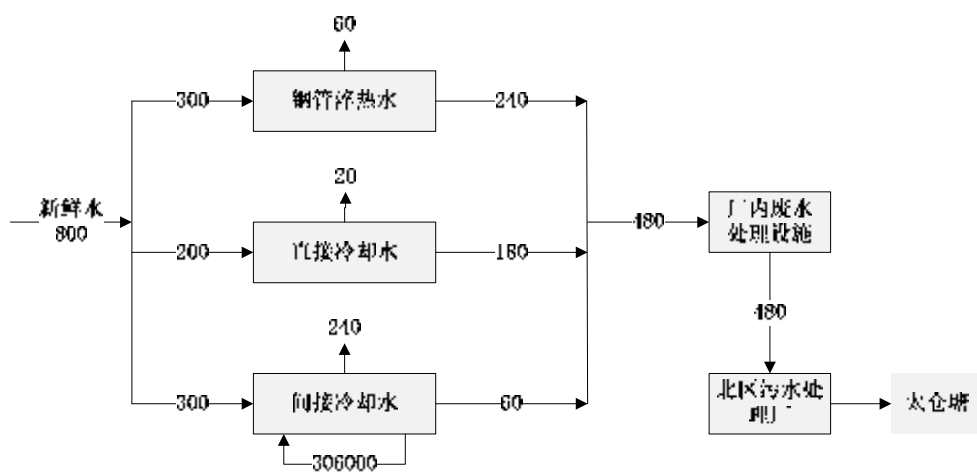 60
300
钢管淬热水
240
新鲜水
800
20
200
直接冷却水
180
480
厂内废水
处理设施
480
240
300
间接冷却水
60
306000
北区污水处
理厂
太仓塘